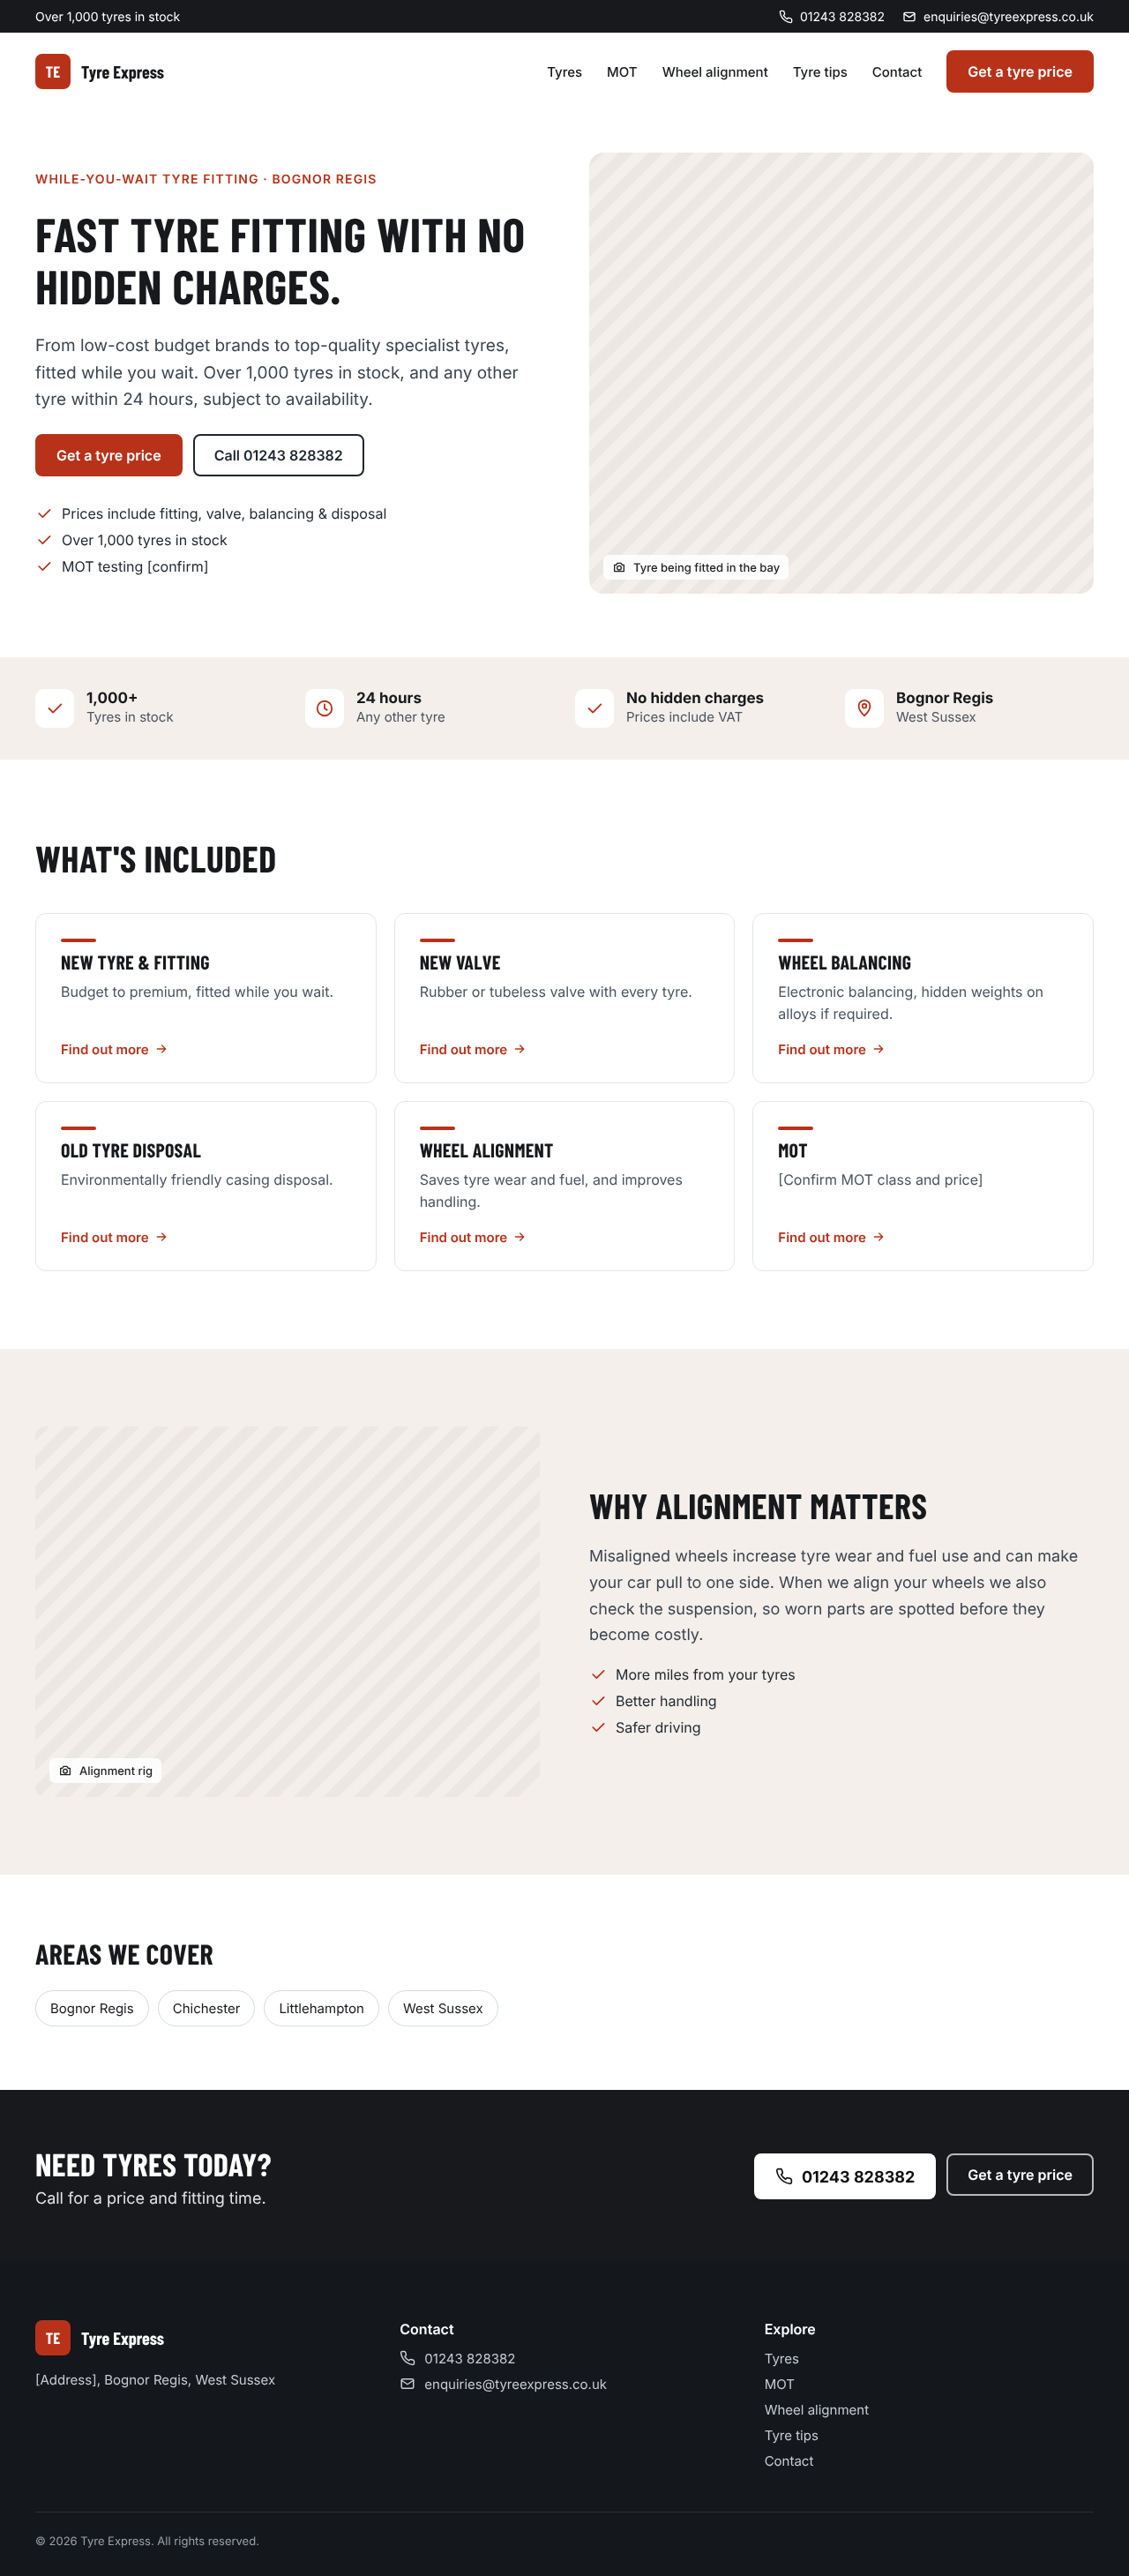 Over 1,000 tyres in stock
01243 828382
enquiries@tyreexpress.co.uk
TE
Tyre Express
Tyres
MOT
Wheel alignment
Tyre tips
Contact
Get a tyre price
WHILE-YOU-WAIT TYRE FITTING · BOGNOR REGIS
FAST TYRE FITTING WITH NO
HIDDEN CHARGES.
From low-cost budget brands to top-quality specialist tyres,
fitted while you wait. Over 1,000 tyres in stock, and any other
tyre within 24 hours, subject to availability.
Get a tyre price
Call 01243 828382
Prices include fitting, valve, balancing & disposal
Over 1,000 tyres in stock
MOT testing [confirm]
Tyre being fitted in the bay
1,000+
Tyres in stock
24 hours
Any other tyre
No hidden charges
Prices include VAT
Bognor Regis
West Sussex
WHAT'S INCLUDED
NEW TYRE & FITTING
Budget to premium, fitted while you wait.
Find out more →
NEW VALVE
Rubber or tubeless valve with every tyre.
Find out more →
WHEEL BALANCING
Electronic balancing, hidden weights on
alloys if required.
Find out more →
OLD TYRE DISPOSAL
Environmentally friendly casing disposal.
Find out more →
WHEEL ALIGNMENT
Saves tyre wear and fuel, and improves
handling.
Find out more →
MOT
[Confirm MOT class and price]
Find out more →
Alignment rig
WHY ALIGNMENT MATTERS
Misaligned wheels increase tyre wear and fuel use and can make
your car pull to one side. When we align your wheels we also
check the suspension, so worn parts are spotted before they
become costly.
More miles from your tyres
Better handling
Safer driving
AREAS WE COVER
Bognor Regis
Chichester
Littlehampton
West Sussex
NEED TYRES TODAY?
Call for a price and fitting time.
01243 828382
Get a tyre price
TE
Tyre Express
[Address], Bognor Regis, West Sussex
Contact
01243 828382
enquiries@tyreexpress.co.uk
Explore
Tyres
MOT
Wheel alignment
Tyre tips
Contact
© 2026 Tyre Express. All rights reserved.